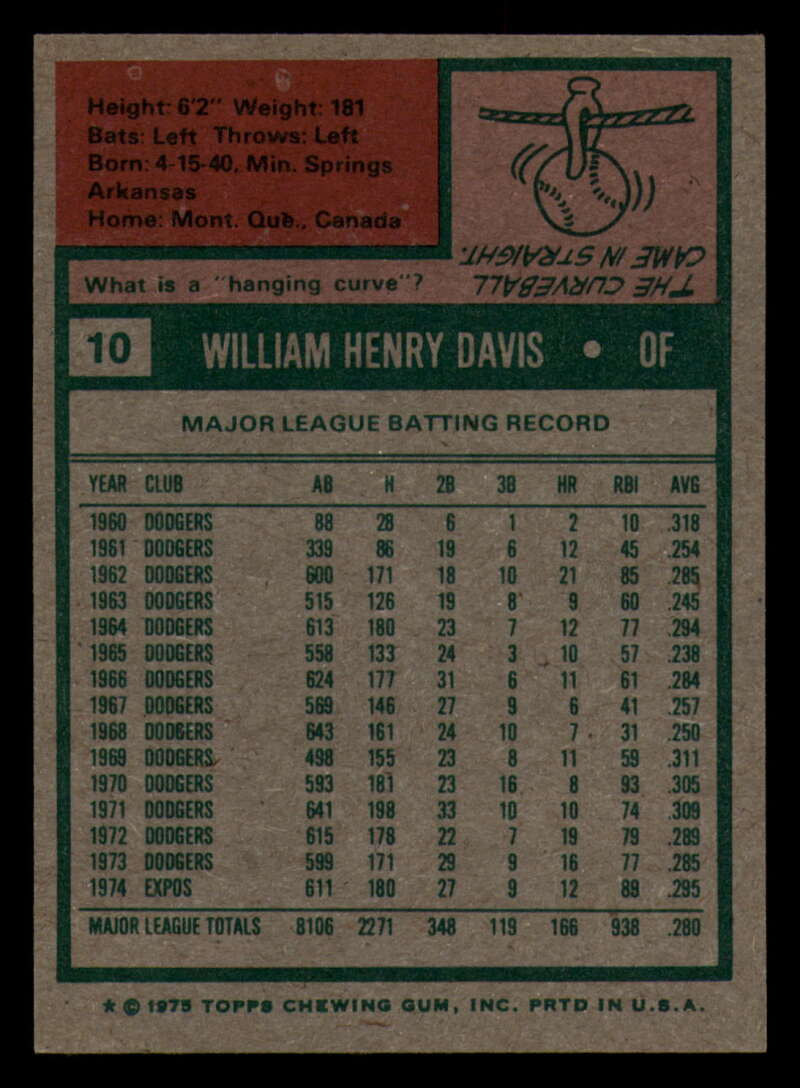 Height: 6'2" Weight: 181
Bats: Left Throws: Left
Born: 4-15-40, Min. Springs
Arkansas
Home: Mont. Qub., Canada
What is a "hanging curve"?
THE CURVEBALL
CAME IN STRAIGHT.
10 WILLIAM HENRY DAVIS • OF
MAJOR LEAGUE BATTING RECORD
YEAR CLUB AB H 2B 3B HR RBI AVG
1960 DODGERS 88 28 6 1 2 10 .318
1961 DODGERS 339 86 19 6 12 45 .254
1962 DODGERS 600 171 18 10 21 85 .285
1963 DODGERS 515 126 19 8 9 60 .245
1964 DODGERS 613 180 23 7 12 77 .294
1965 DODGERS 558 133 24 3 10 57 .238
1966 DODGERS 624 177 31 6 11 61 .284
1967 DODGERS 569 146 27 9 6 41 .257
1968 DODGERS 643 161 24 10 7 31 .250
1969 DODGERS 498 155 23 8 11 59 .311
1970 DODGERS 593 181 23 16 8 93 .305
1971 DODGERS 641 198 33 10 10 74 .309
1972 DODGERS 615 178 22 7 19 79 .289
1973 DODGERS 599 171 29 9 16 77 .285
1974 EXPOS 611 180 27 9 12 89 .295
MAJOR LEAGUE TOTALS 8106 2271 348 119 166 938 .280
★ © 1975 TOPPS CHEWING GUM, INC. PRTD IN U.S.A.